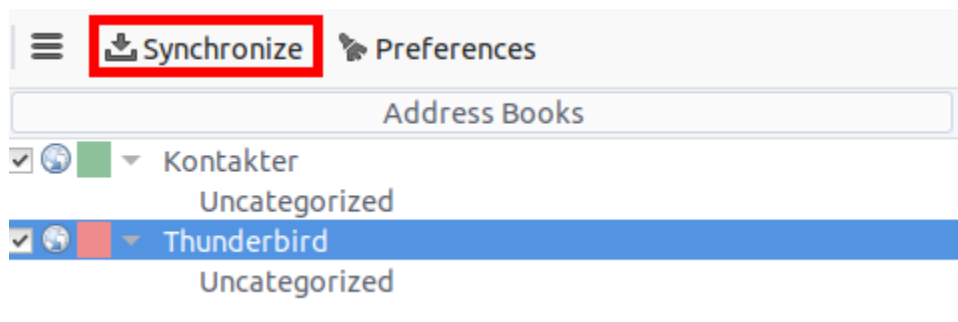 Synchronize Preferences
Address Books
Kontakter
Uncategorized
Thunderbird
Uncategorized